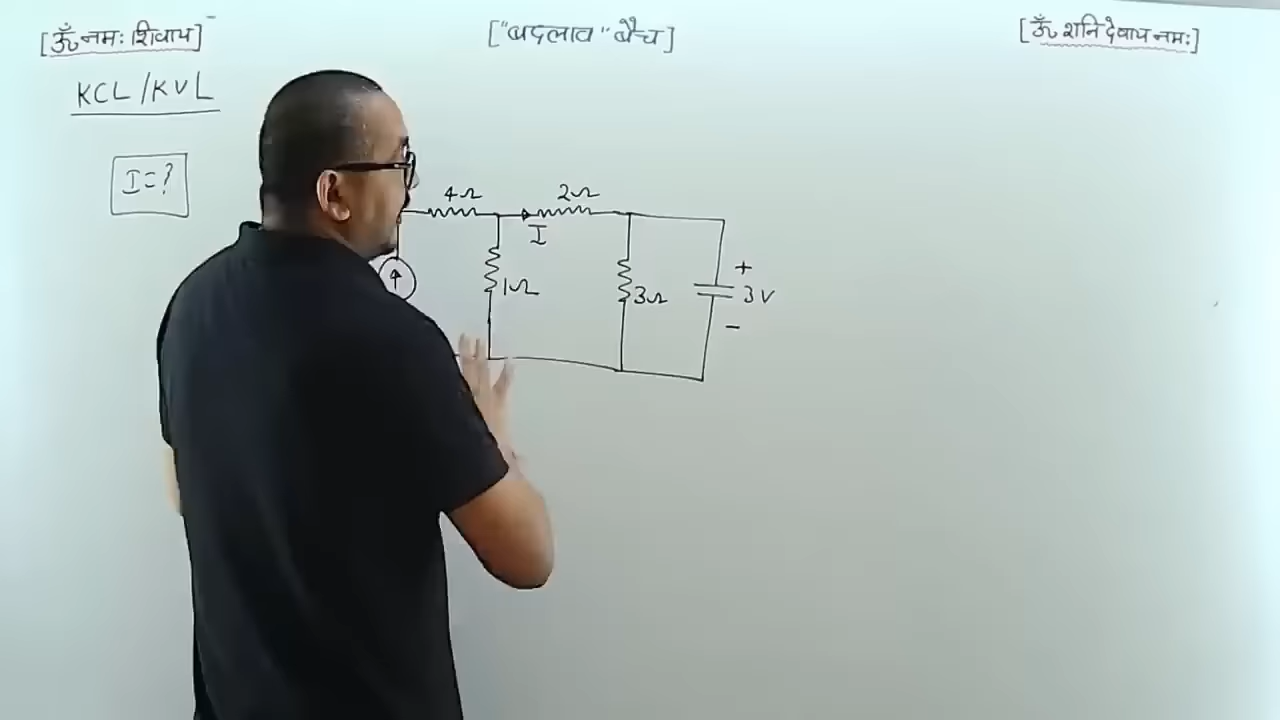 [ॐ नमः शिवाय]
["बदलाव" बैच]
[ॐ शनि देवाय नमः]
KCL/KVL
I=?
4Ω
2Ω
I
1Ω
3Ω
+
3V
−